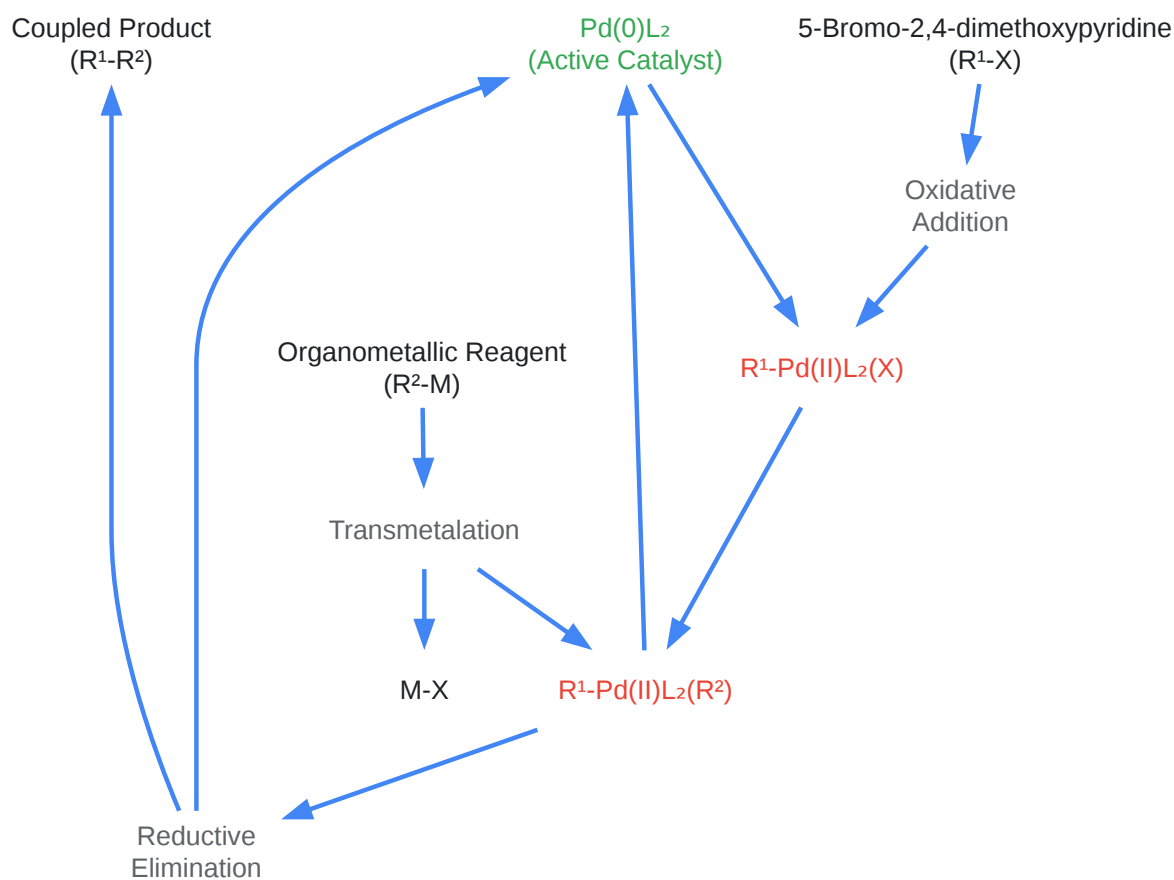 Coupled Product
(R¹-R²)
Pd(0)L₂
(Active Catalyst)
5-Bromo-2,4-dimethoxypyridine
(R¹-X)
Oxidative
Addition
Organometallic Reagent
(R²-M)
R¹-Pd(II)L₂(X)
Transmetalation
M-X
R¹-Pd(II)L₂(R²)
Reductive
Elimination